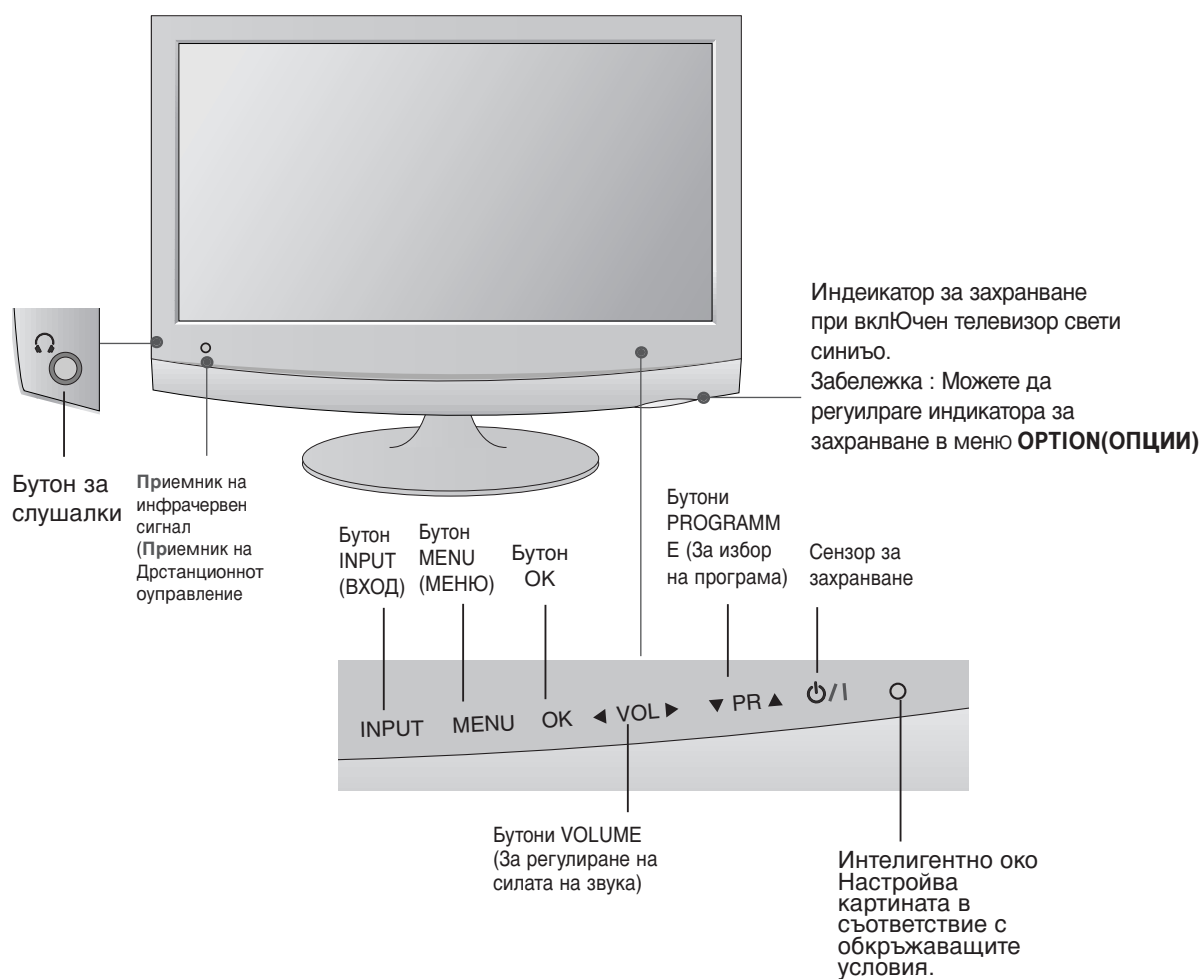 Индеикатор за захранване
при вклЮчен телевизор свети
синиъо.
Забележка : Можете да
регуилраге индикатора за
захранване в меню OPTION(ОПЦИИ)
Бутон за
слушалки
Приемник на
инфрачервен
сигнал
(Приемник на
Дрстанционнот
оуправление
Бутон
INPUT
(ВХОД)
Бутон
MENU
(МЕНЮ)
Бутон
OK
Бутони
PROGRAMM
E (За избор
на програма)
Сензор за
захранване
INPUT MENU OK ◄ VOL ► ▼ PR ▲ ⏻/I
Бутони VOLUME
(За регулиране на
силата на звука)
Интелигентно око
Настройва
картината в
съответствие с
обкръжаващите
условия.